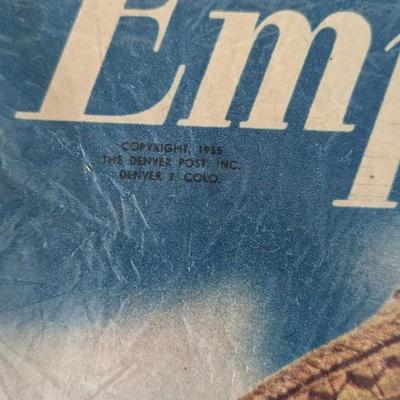 Emp
COPYRIGHT, 1955
THE DENVER POST, INC.
DENVER 2, COLO.